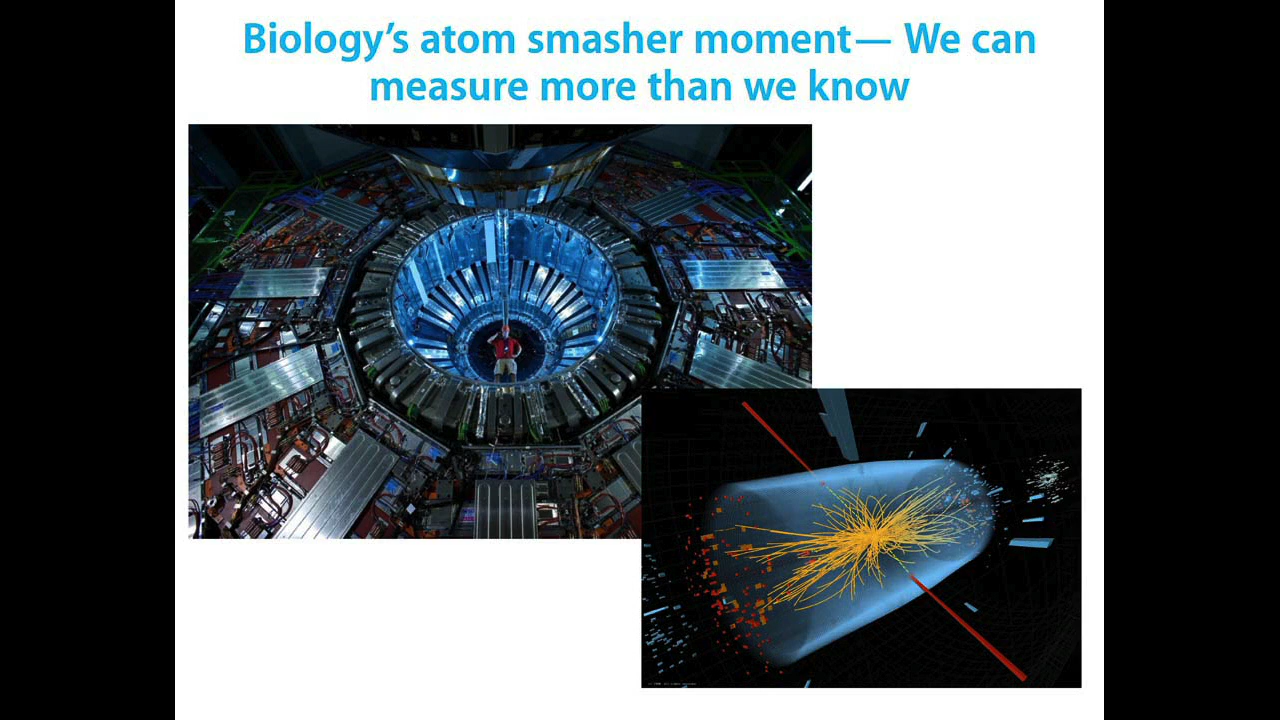 Biology’s atom smasher moment— We can
measure more than we know